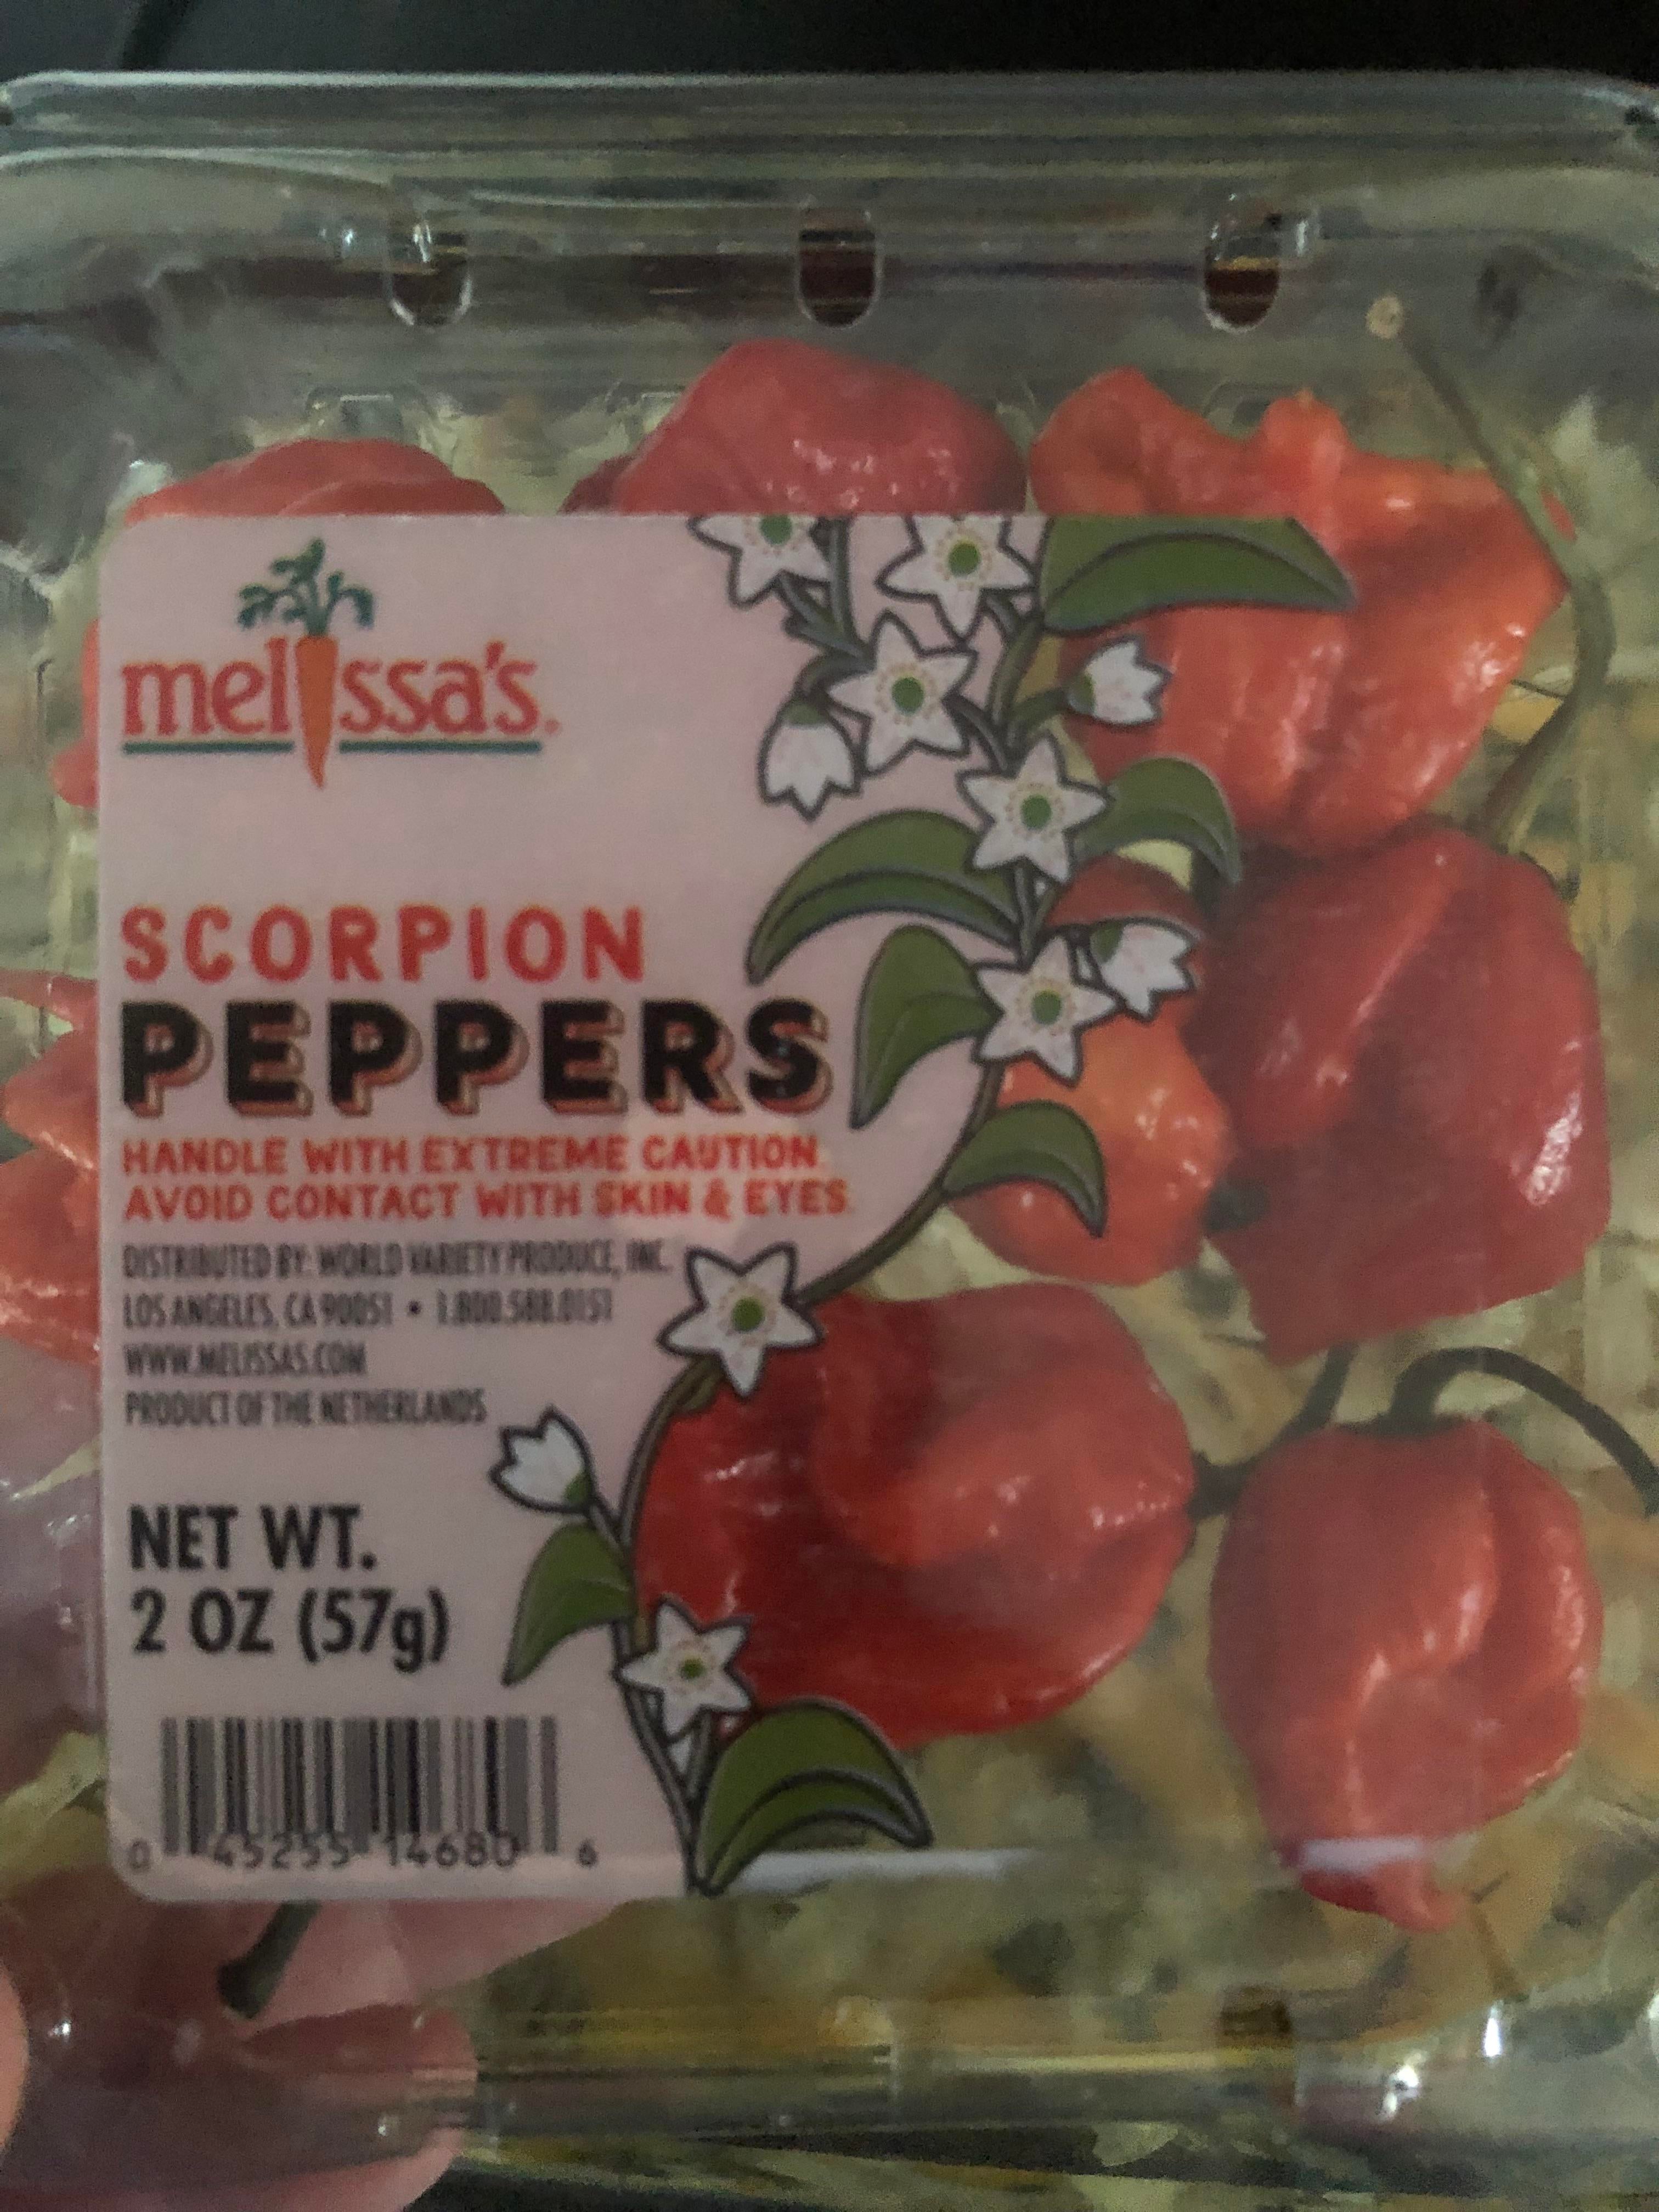 melissa's.
SCORPION
PEPPERS
HANDLE WITH EXTREME CAUTION.
AVOID CONTACT WITH SKIN & EYES.
DISTRIBUTED BY: WORLD VARIETY PRODUCE, INC.
LOS ANGELES, CA 90051 • 1.800.588.0151
WWW.MELISSAS.COM
PRODUCT OF THE NETHERLANDS
NET WT.
2 OZ (57g)
0 45255 14680 6